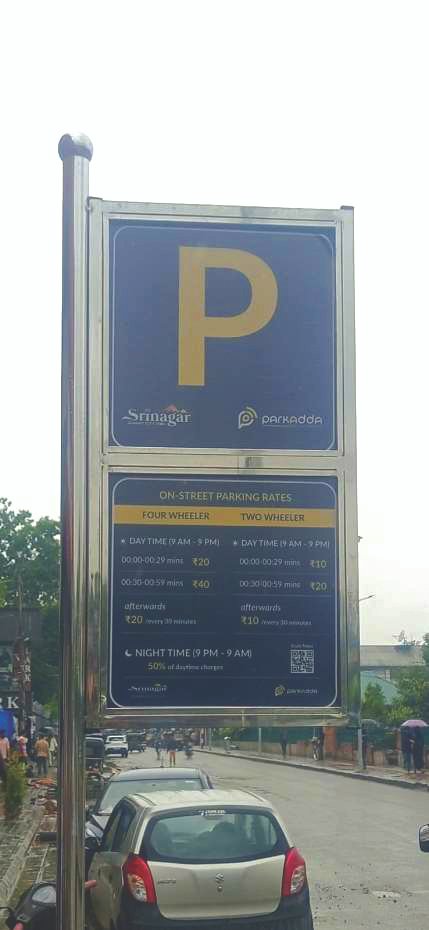 P
Srinagar
parkadda
ON-STREET PARKING RATES
FOUR WHEELER TWO WHEELER
DAY TIME (9 AM - 9 PM) DAY TIME (9 AM - 9 PM)
00:00-00:29 mins ₹20 00:00-00:29 mins ₹10
00:30-00:59 mins ₹40 00:30-00:59 mins ₹20
afterwards afterwards
₹20 /every 30 minutes ₹10 /every 30 minutes
NIGHT TIME (9 PM - 9 AM)
50% of daytime charges
Srinagar parkadda